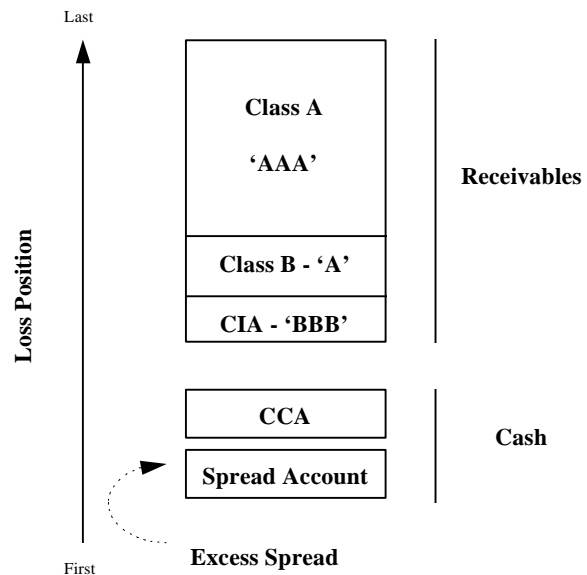 Last
Class A
‘AAA’
Receivables
Class B - ‘A’
CIA - ‘BBB’
Loss Position
CCA
Cash
Spread Account
Excess Spread
First